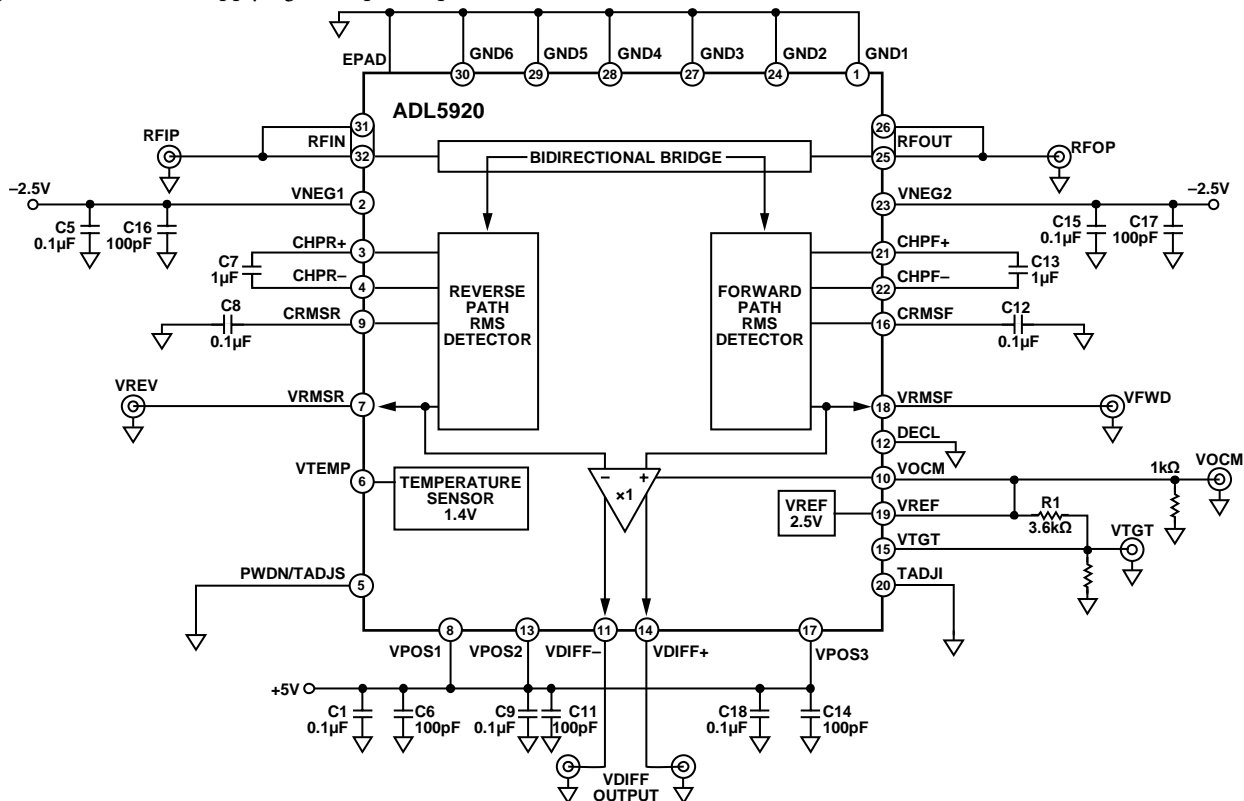 EPAD
GND6 GND5 GND4 GND3 GND2 GND1
30 29 28 27 24 1
ADL5920
31
RFIP
RFIN
32
BIDIRECTIONAL BRIDGE
26
RFOUT
25
RFOP
–2.5V
VNEG1
2
C5
0.1µF
C16
100pF
VNEG2
23
–2.5V
C15
0.1µF
C17
100pF
CHPR+
3
C7
1µF
CHPR–
4
C8
0.1µF
CRMSR
9
REVERSE
PATH
RMS
DETECTOR
FORWARD
PATH
RMS
DETECTOR
CHPF+
21
C13
1µF
CHPF–
22
CRMSF
16
C12
0.1µF
VREV
VRMSR
7
VRMSF
18
VFWD
DECL
12
VTEMP
6
TEMPERATURE
SENSOR
1.4V
– +
×1
VOCM
10
1kΩ
VOCM
VREF
2.5V
VREF
19
R1
3.6kΩ
VTGT
15
VTGT
PWDN/TADJS
5
TADJI
20
8 13 11 14 17
VPOS1 VPOS2 VDIFF– VDIFF+ VPOS3
+5V
C1
0.1µF
C6
100pF
C9
0.1µF
C11
100pF
C18
0.1µF
C14
100pF
VDIFF
OUTPUT